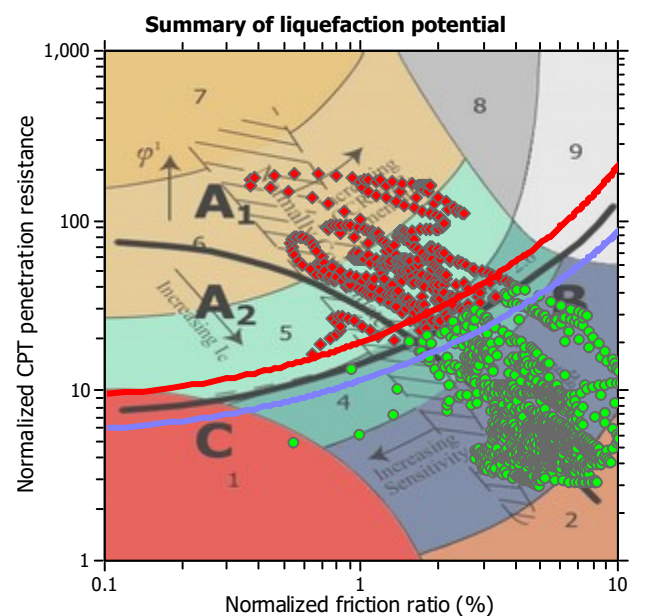 Summary of liquefaction potential
Normalized CPT penetration resistance
1,000
100
10
1
7
8
9
φ'
A1
6
A2
5
Increasing Ic
Increasing
B
4
C
1
Increasing
Sensitivity
2
0.1
1
10
Normalized friction ratio (%)